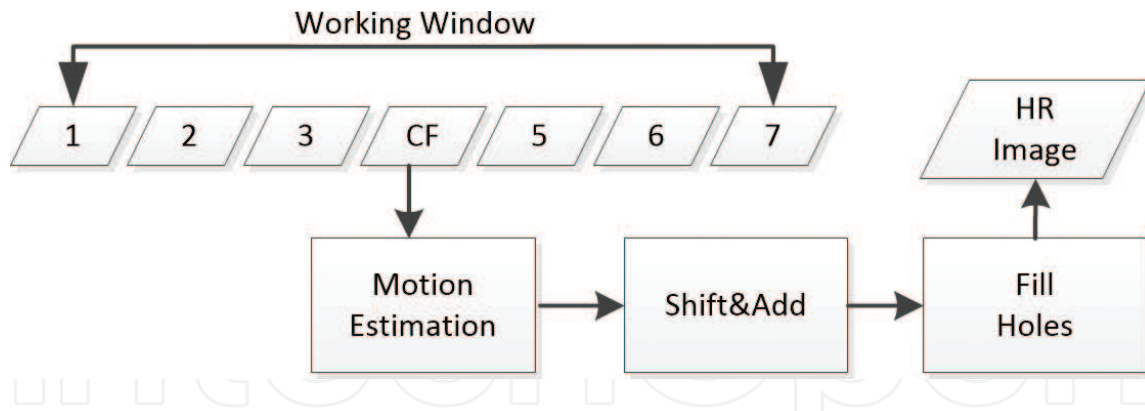 Working Window
1 2 3 CF 5 6 7
HR
Image
Motion
Estimation
Shift&Add
Fill
Holes